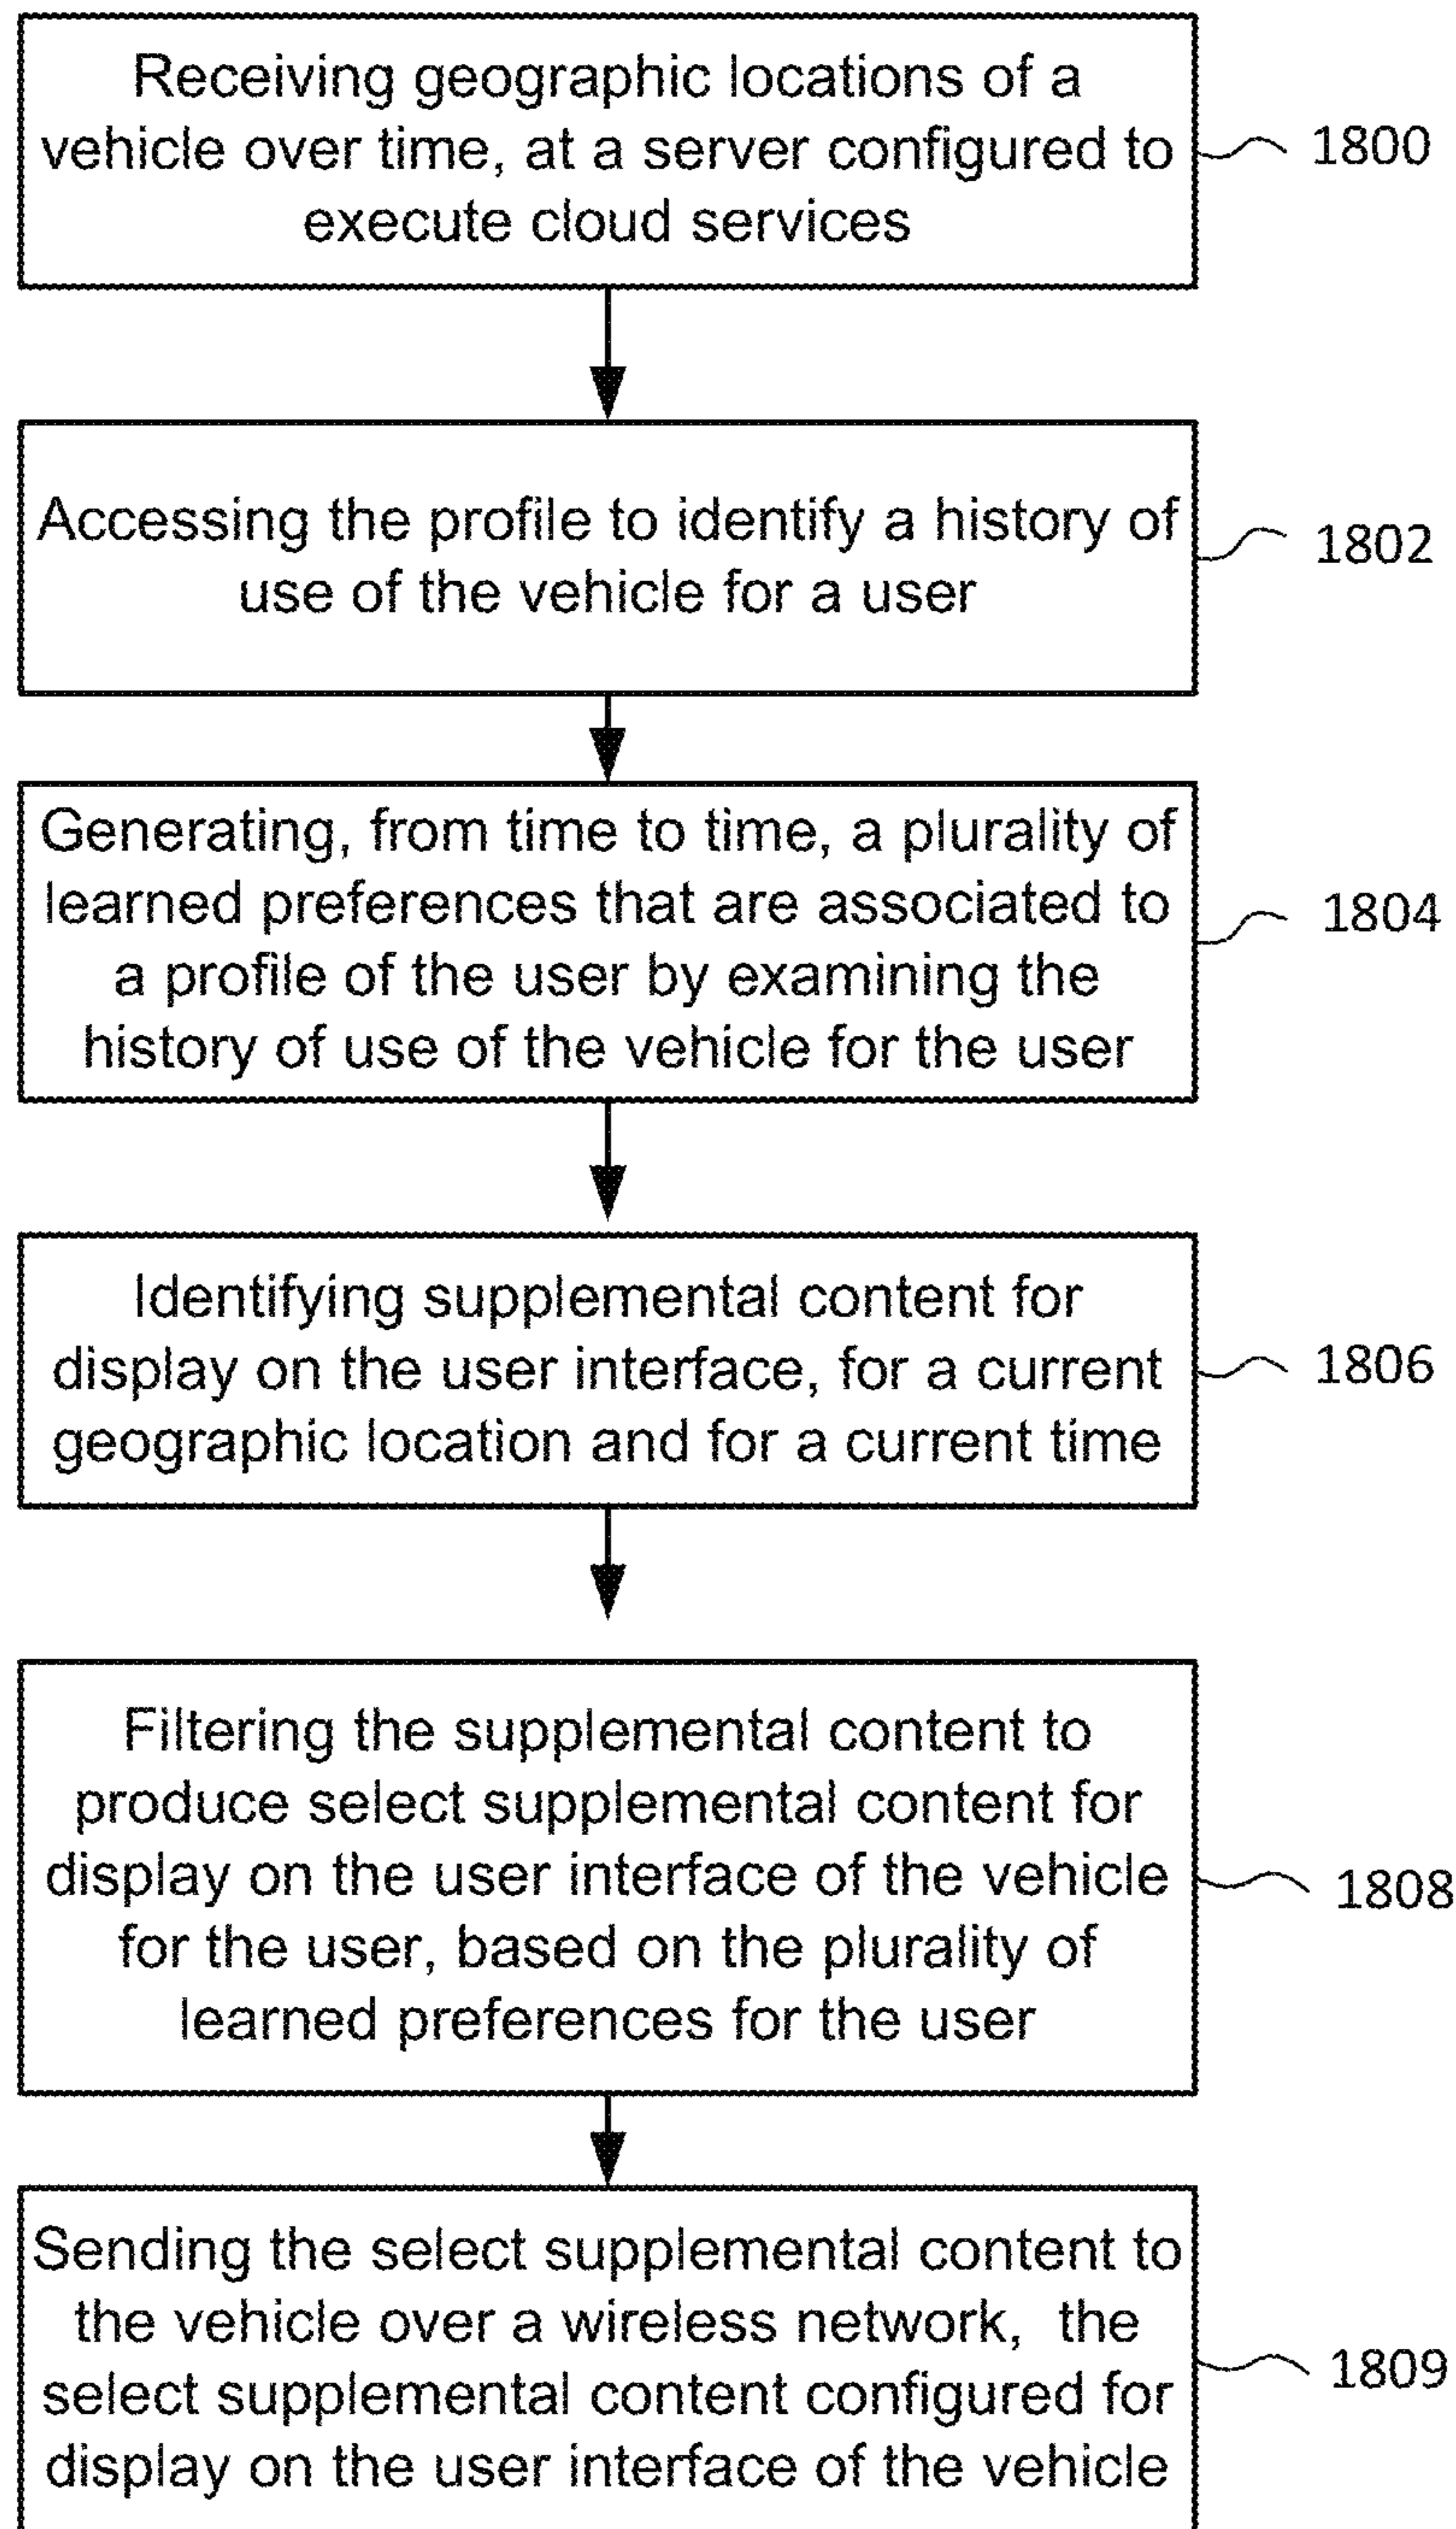 Receiving geographic locations of a
vehicle over time, at a server configured to
execute cloud services
1800
Accessing the profile to identify a history of
use of the vehicle for a user
1802
Generating, from time to time, a plurality of
learned preferences that are associated to
a profile of the user by examining the
history of use of the vehicle for the user
1804
Identifying supplemental content for
display on the user interface, for a current
geographic location and for a current time
1806
Filtering the supplemental content to
produce select supplemental content for
display on the user interface of the vehicle
for the user, based on the plurality of
learned preferences for the user
1808
Sending the select supplemental content to
the vehicle over a wireless network, the
select supplemental content configured for
display on the user interface of the vehicle
1809